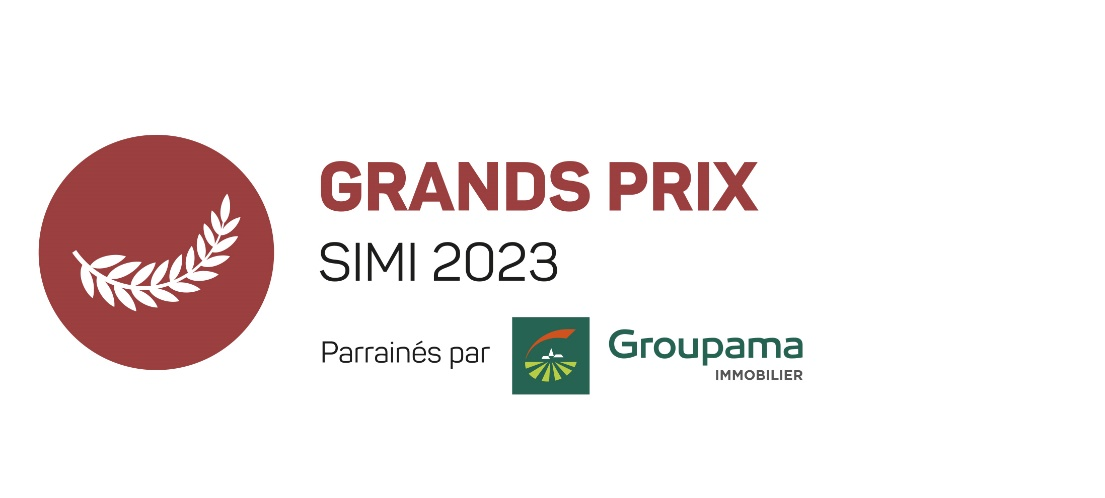 GRANDS PRIX
SIMI 2023
Parrainés par
Groupama
IMMOBILIER